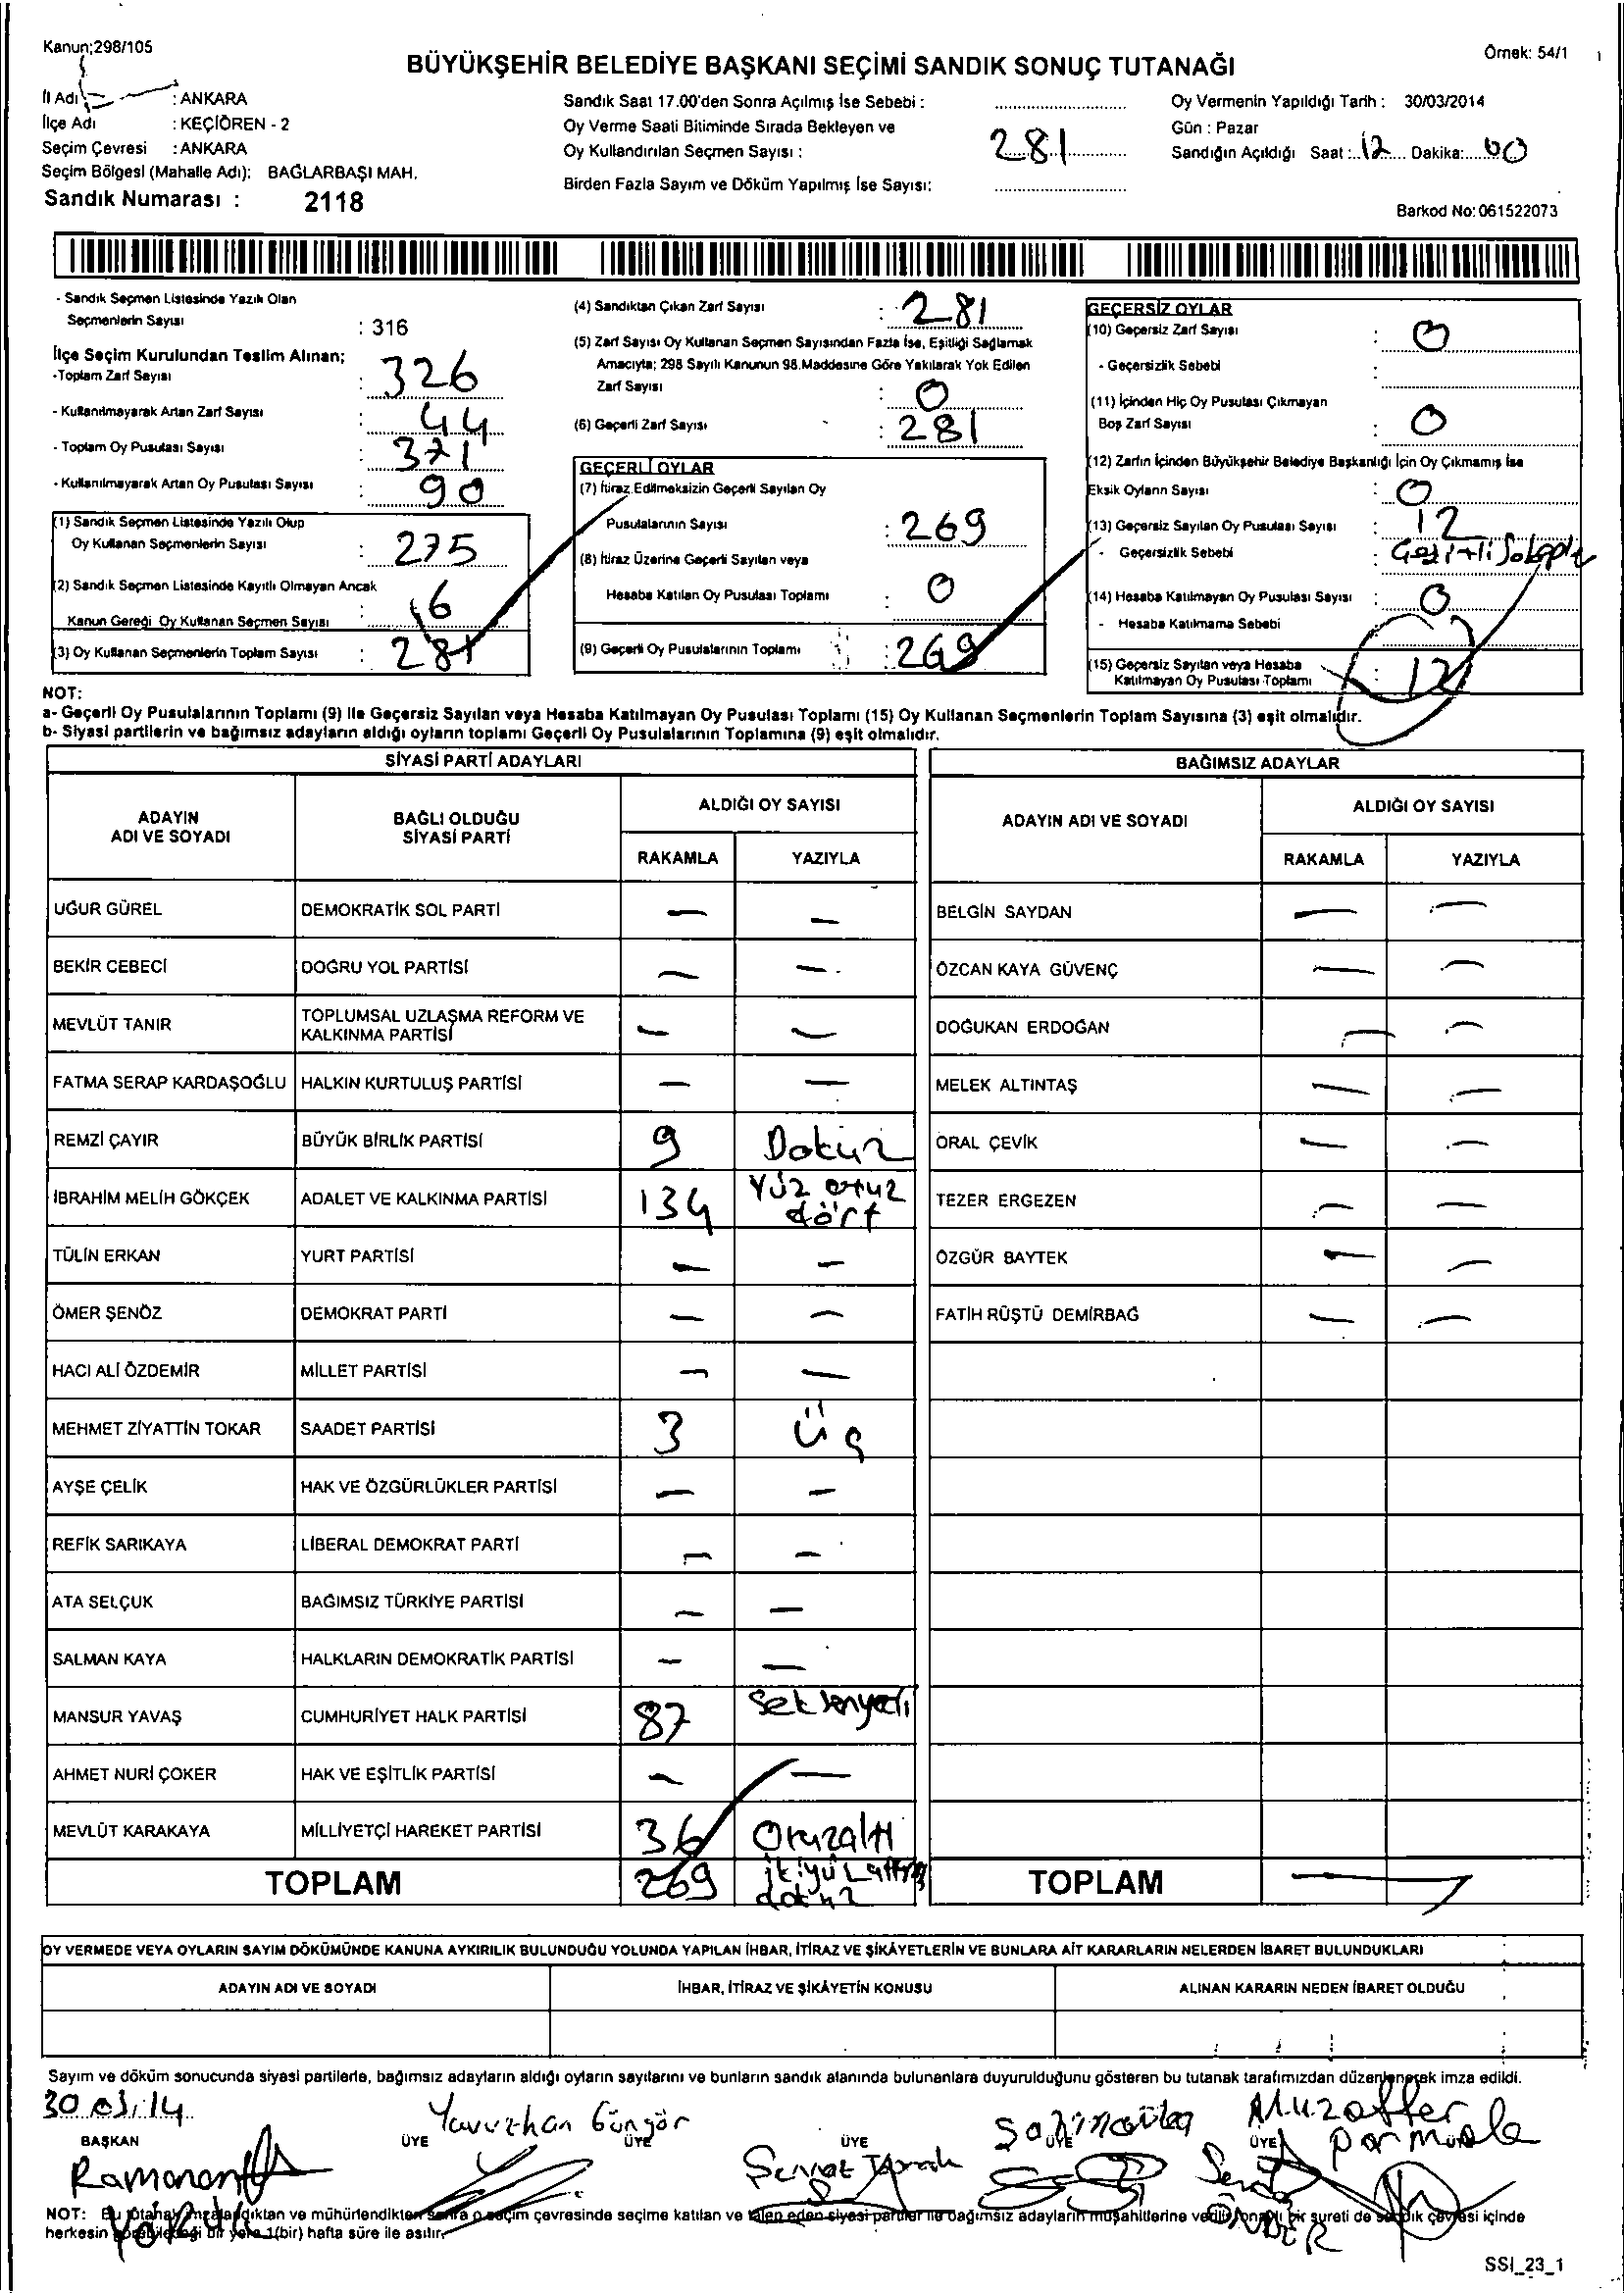 Kanun;298/105
Örnek: 54/1
BÜYÜKŞEHİR BELEDİYE BAŞKANI SEÇİMİ SANDIK SONUÇ TUTANAĞI
İl Adı : ANKARA
İlçe Adı : KEÇİÖREN - 2
Seçim Çevresi : ANKARA
Seçim Bölgesi (Mahalle Adı): BAĞLARBAŞI MAH.
Sandık Numarası : 2118
Sandık Saat 17.00'den Sonra Açılmış İse Sebebi :
Oy Verme Saati Bitiminde Sırada Bekleyen ve
Oy Kullandırılan Seçmen Sayısı : 281
Birden Fazla Sayım ve Döküm Yapılmış İse Sayısı:
Oy Vermenin Yapıldığı Tarih : 30/03/2014
Gün : Pazar
Sandığın Açıldığı Saat : 12 Dakika: 00
Barkod No: 061522073
- Sandık Seçmen Listesinde Yazılı Olan
Seçmenlerin Sayısı : 316
İlçe Seçim Kurulundan Teslim Alınan;
-Toplam Zarf Sayısı : 326
- Kullanılmayarak Artan Zarf Sayısı : 44
- Toplam Oy Pusulası Sayısı : 371
- Kullanılmayarak Artan Oy Pusulası Sayısı : 90
(1) Sandık Seçmen Listesinde Yazılı Olup
Oy Kullanan Seçmenlerin Sayısı : 275
(2) Sandık Seçmen Listesinde Kayıtlı Olmayan Ancak
Kanun Gereği Oy Kullanan Seçmen Sayısı : 6
(3) Oy Kullanan Seçmenlerin Toplam Sayısı : 281
(4) Sandıktan Çıkan Zarf Sayısı : 281
(5) Zarf Sayısı Oy Kullanan Seçmen Sayısından Fazla İse, Eşitliği Sağlamak
Amacıyla; 298 Sayılı Kanunun 98.Maddesine Göre Yakılarak Yok Edilen
Zarf Sayısı : 0
(6) Geçerli Zarf Sayısı : 281
GEÇERLİ OYLAR
(7) İtiraz Edilmeksizin Geçerli Sayılan Oy
Pusulalarının Sayısı : 269
(8) İtiraz Üzerine Geçerli Sayılan veya
Hesaba Katılan Oy Pusulası Toplamı : 0
(9) Geçerli Oy Pusulalarının Toplamı : 269
GEÇERSİZ OYLAR
(10) Geçersiz Zarf Sayısı : 0
- Geçersizlik Sebebi :
(11) İçinden Hiç Oy Pusulası Çıkmayan
Boş Zarf Sayısı : 0
(12) Zarfın İçinden Büyükşehir Belediye Başkanlığı İçin Oy Çıkmamış İse
Eksik Oyların Sayısı : 0
(13) Geçersiz Sayılan Oy Pusulası Sayısı : 12
- Geçersizlik Sebebi :
(14) Hesaba Katılmayan Oy Pusulası Sayısı : 0
- Hesaba Katılmama Sebebi :
(15) Geçersiz Sayılan veya Hesaba
Katılmayan Oy Pusulası Toplamı : 12
NOT:
a- Geçerli Oy Pusulalarının Toplamı (9) ile Geçersiz Sayılan veya Hesaba Katılmayan Oy Pusulası Toplamı (15) Oy Kullanan Seçmenlerin Toplam Sayısına (3) eşit olmalıdır.
b- Siyasi partilerin ve bağımsız adayların aldığı oyların toplamı Geçerli Oy Pusulalarının Toplamına (9) eşit olmalıdır.
SİYASİ PARTİ ADAYLARI
ADAYIN ADI VE SOYADI
BAĞLI OLDUĞU SİYASİ PARTİ
ALDIĞI OY SAYISI
RAKAMLA YAZIYLA
UĞUR GÜREL DEMOKRATİK SOL PARTİ — —
BEKİR CEBECİ DOĞRU YOL PARTİSİ — —
MEVLÜT TANIR TOPLUMSAL UZLAŞMA REFORM VE KALKINMA PARTİSİ — —
FATMA SERAP KARDAŞOĞLU HALKIN KURTULUŞ PARTİSİ — —
REMZİ ÇAYIR BÜYÜK BİRLİK PARTİSİ 9 Dokuz
İBRAHİM MELİH GÖKÇEK ADALET VE KALKINMA PARTİSİ 134 Yüz otuz dört
TÜLİN ERKAN YURT PARTİSİ — —
ÖMER ŞENÖZ DEMOKRAT PARTİ — —
HACI ALİ ÖZDEMİR MİLLET PARTİSİ — —
MEHMET ZİYATTİN TOKAR SAADET PARTİSİ 3 üç
AYŞE ÇELİK HAK VE ÖZGÜRLÜKLER PARTİSİ — —
REFİK SARIKAYA LİBERAL DEMOKRAT PARTİ — —
ATA SELÇUK BAĞIMSIZ TÜRKİYE PARTİSİ — —
SALMAN KAYA HALKLARIN DEMOKRATİK PARTİSİ — —
MANSUR YAVAŞ CUMHURİYET HALK PARTİSİ 87 Seksenyedi
AHMET NURİ ÇOKER HAK VE EŞİTLİK PARTİSİ — —
MEVLÜT KARAKAYA MİLLİYETÇİ HAREKET PARTİSİ 36 Otuzaltı
TOPLAM 269 ikiyüzaltmış dokuz
BAĞIMSIZ ADAYLAR
ADAYIN ADI VE SOYADI
ALDIĞI OY SAYISI
RAKAMLA YAZIYLA
BELGİN SAYDAN — —
ÖZCAN KAYA GÜVENÇ — —
DOĞUKAN ERDOĞAN — —
MELEK ALTINTAŞ — —
ORAL ÇEVİK — —
TEZER ERGEZEN — —
ÖZGÜR BAYTEK — —
FATİH RÜŞTÜ DEMİRBAĞ — —
TOPLAM —
OY VERMEDE VEYA OYLARIN SAYIM DÖKÜMÜNDE KANUNA AYKIRILIK BULUNDUĞU YOLUNDA YAPILAN İHBAR, İTİRAZ VE ŞİKÂYETLERİN VE BUNLARA AİT KARARLARIN NELERDEN İBARET BULUNDUKLARI
ADAYIN ADI VE SOYADI
İHBAR, İTİRAZ VE ŞİKÂYETİN KONUSU
ALINAN KARARIN NEDEN İBARET OLDUĞU
Sayım ve döküm sonucunda siyasi partilerle, bağımsız adayların aldığı oyların sayılarını ve bunların sandık alanında bulunanlara duyurulduğunu gösteren bu tutanak tarafımızdan düzenlenerek imza edildi.
30.03.14
BAŞKAN ÜYE ÜYE ÜYE ÜYE ÜYE ÜYE
Yavuzhan Güngör
Muzaffer
NOT: Bu tutanak imzalandıktan ve mühürlendikten sonra o seçim çevresinde seçime katılan ve talep eden siyasi partiler ile bağımsız adayların müşahitlerine verilir, onaylı bir sureti de sandık çevresi içinde
herkesin görebileceği bir yere 1(bir) hafta süre ile asılır.
SSI_23_1